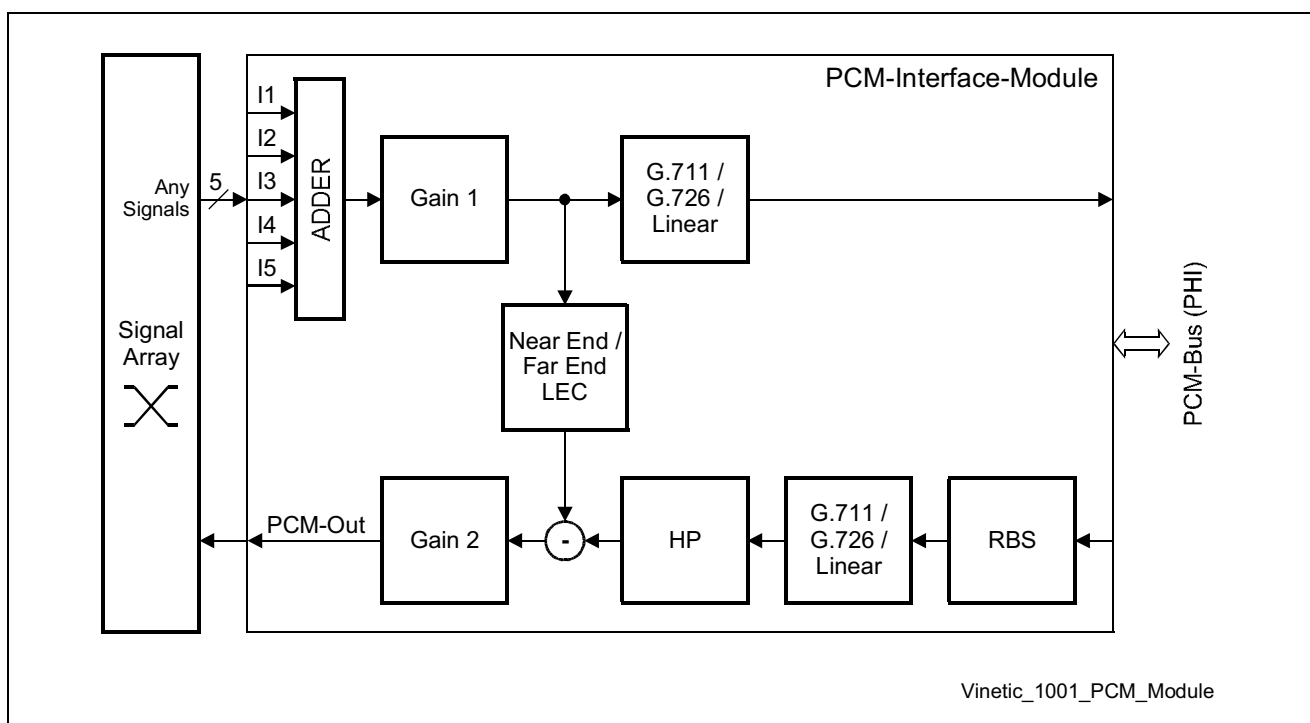 PCM-Interface-Module
I1
I2
I3
I4
I5
5
Any
Signals
ADDER
Gain 1
G.711 /
G.726 /
Linear
Near End /
Far End
LEC
Signal
Array
PCM-Bus (PHI)
PCM-Out
Gain 2
-
HP
G.711 /
G.726 /
Linear
RBS
Vinetic_1001_PCM_Module